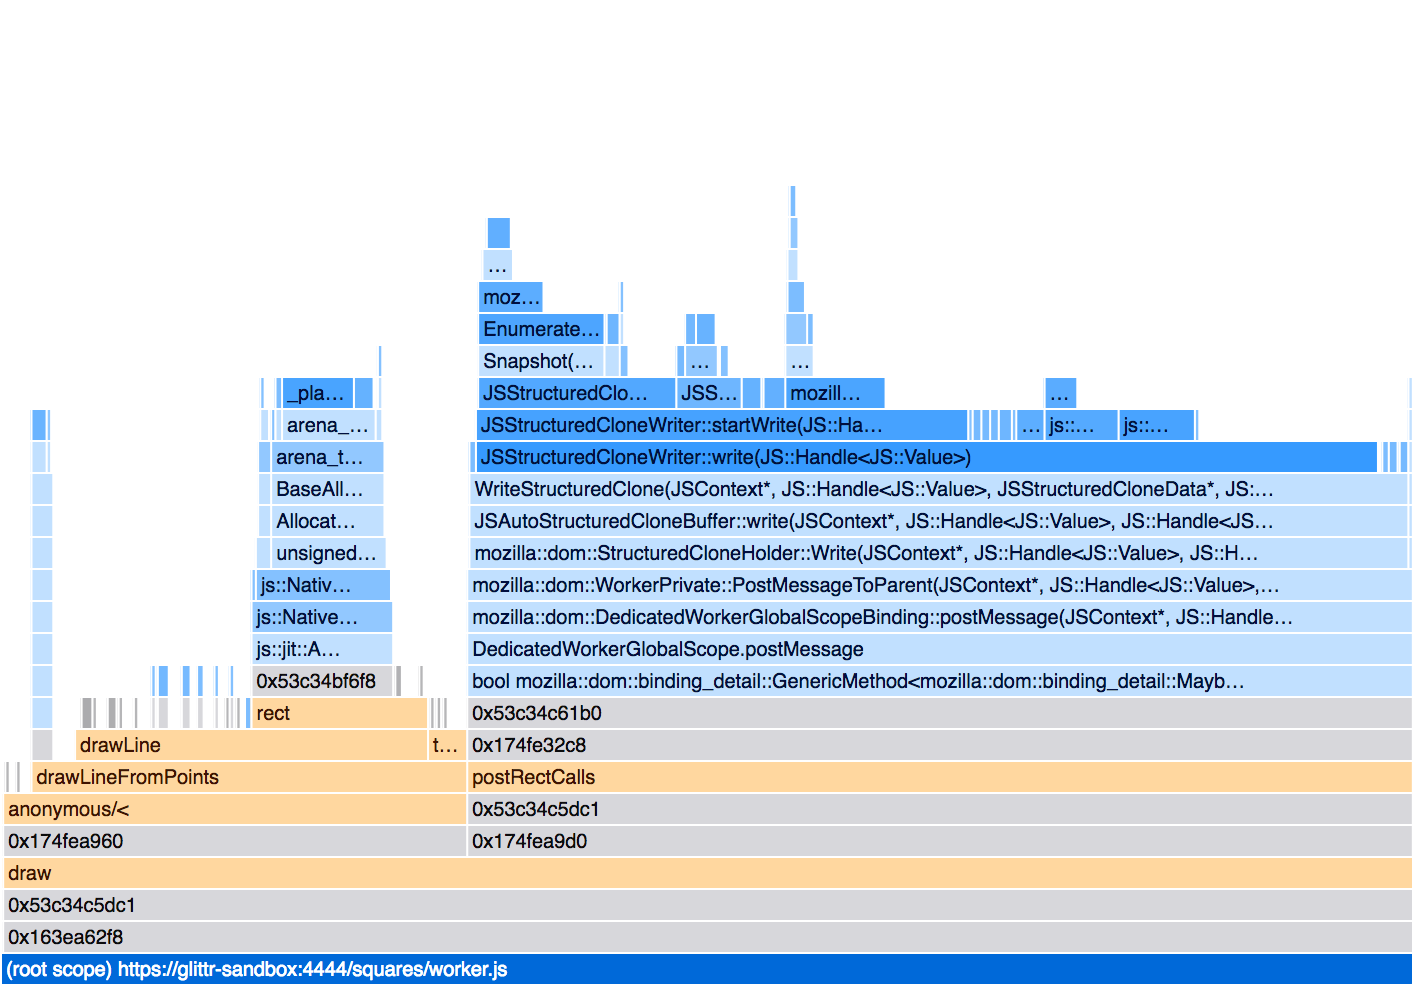 ...
moz...
Enumerate...
Snapshot(... ... ...
_pla... JSStructuredClo... JSS... mozill... ...
arena_... JSStructuredCloneWriter::startWrite(JS::Ha... ... js::... js::...
arena_t... JSStructuredCloneWriter::write(JS::Handle<JS::Value>)
BaseAll... WriteStructuredClone(JSContext*, JS::Handle<JS::Value>, JSStructuredCloneData*, JS:...
Allocat... JSAutoStructuredCloneBuffer::write(JSContext*, JS::Handle<JS::Value>, JS::Handle<JS...
unsigned... mozilla::dom::StructuredCloneHolder::Write(JSContext*, JS::Handle<JS::Value>, JS::H...
js::Nativ... mozilla::dom::WorkerPrivate::PostMessageToParent(JSContext*, JS::Handle<JS::Value>,...
js::Native... mozilla::dom::DedicatedWorkerGlobalScopeBinding::postMessage(JSContext*, JS::Handle...
js::jit::A... DedicatedWorkerGlobalScope.postMessage
0x53c34bf6f8 bool mozilla::dom::binding_detail::GenericMethod<mozilla::dom::binding_detail::Mayb...
rect 0x53c34c61b0
drawLine t... 0x174fe32c8
drawLineFromPoints postRectCalls
anonymous/< 0x53c34c5dc1
0x174fea960 0x174fea9d0
draw
0x53c34c5dc1
0x163ea62f8
(root scope) https://glittr-sandbox:4444/squares/worker.js